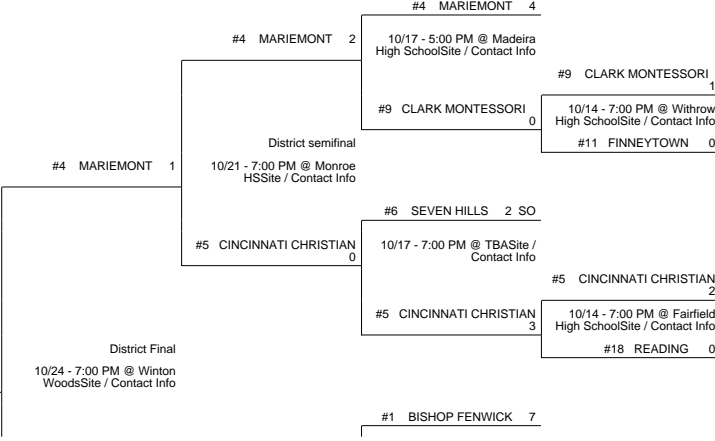 #4 MARIEMONT 4
#4 MARIEMONT 2
10/17 - 5:00 PM @ Madeira
High SchoolSite / Contact Info
#9 CLARK MONTESSORI
1
#9 CLARK MONTESSORI
0
10/14 - 7:00 PM @ Withrow
High SchoolSite / Contact Info
District semifinal
#11 FINNEYTOWN 0
#4 MARIEMONT 1
10/21 - 7:00 PM @ Monroe
HSSite / Contact Info
#6 SEVEN HILLS 2 SO
#5 CINCINNATI CHRISTIAN
0
10/17 - 7:00 PM @ TBASite /
Contact Info
#5 CINCINNATI CHRISTIAN
2
#5 CINCINNATI CHRISTIAN
3
10/14 - 7:00 PM @ Fairfield
High SchoolSite / Contact Info
District Final
#18 READING 0
10/24 - 7:00 PM @ Winton
WoodsSite / Contact Info
#1 BISHOP FENWICK 7